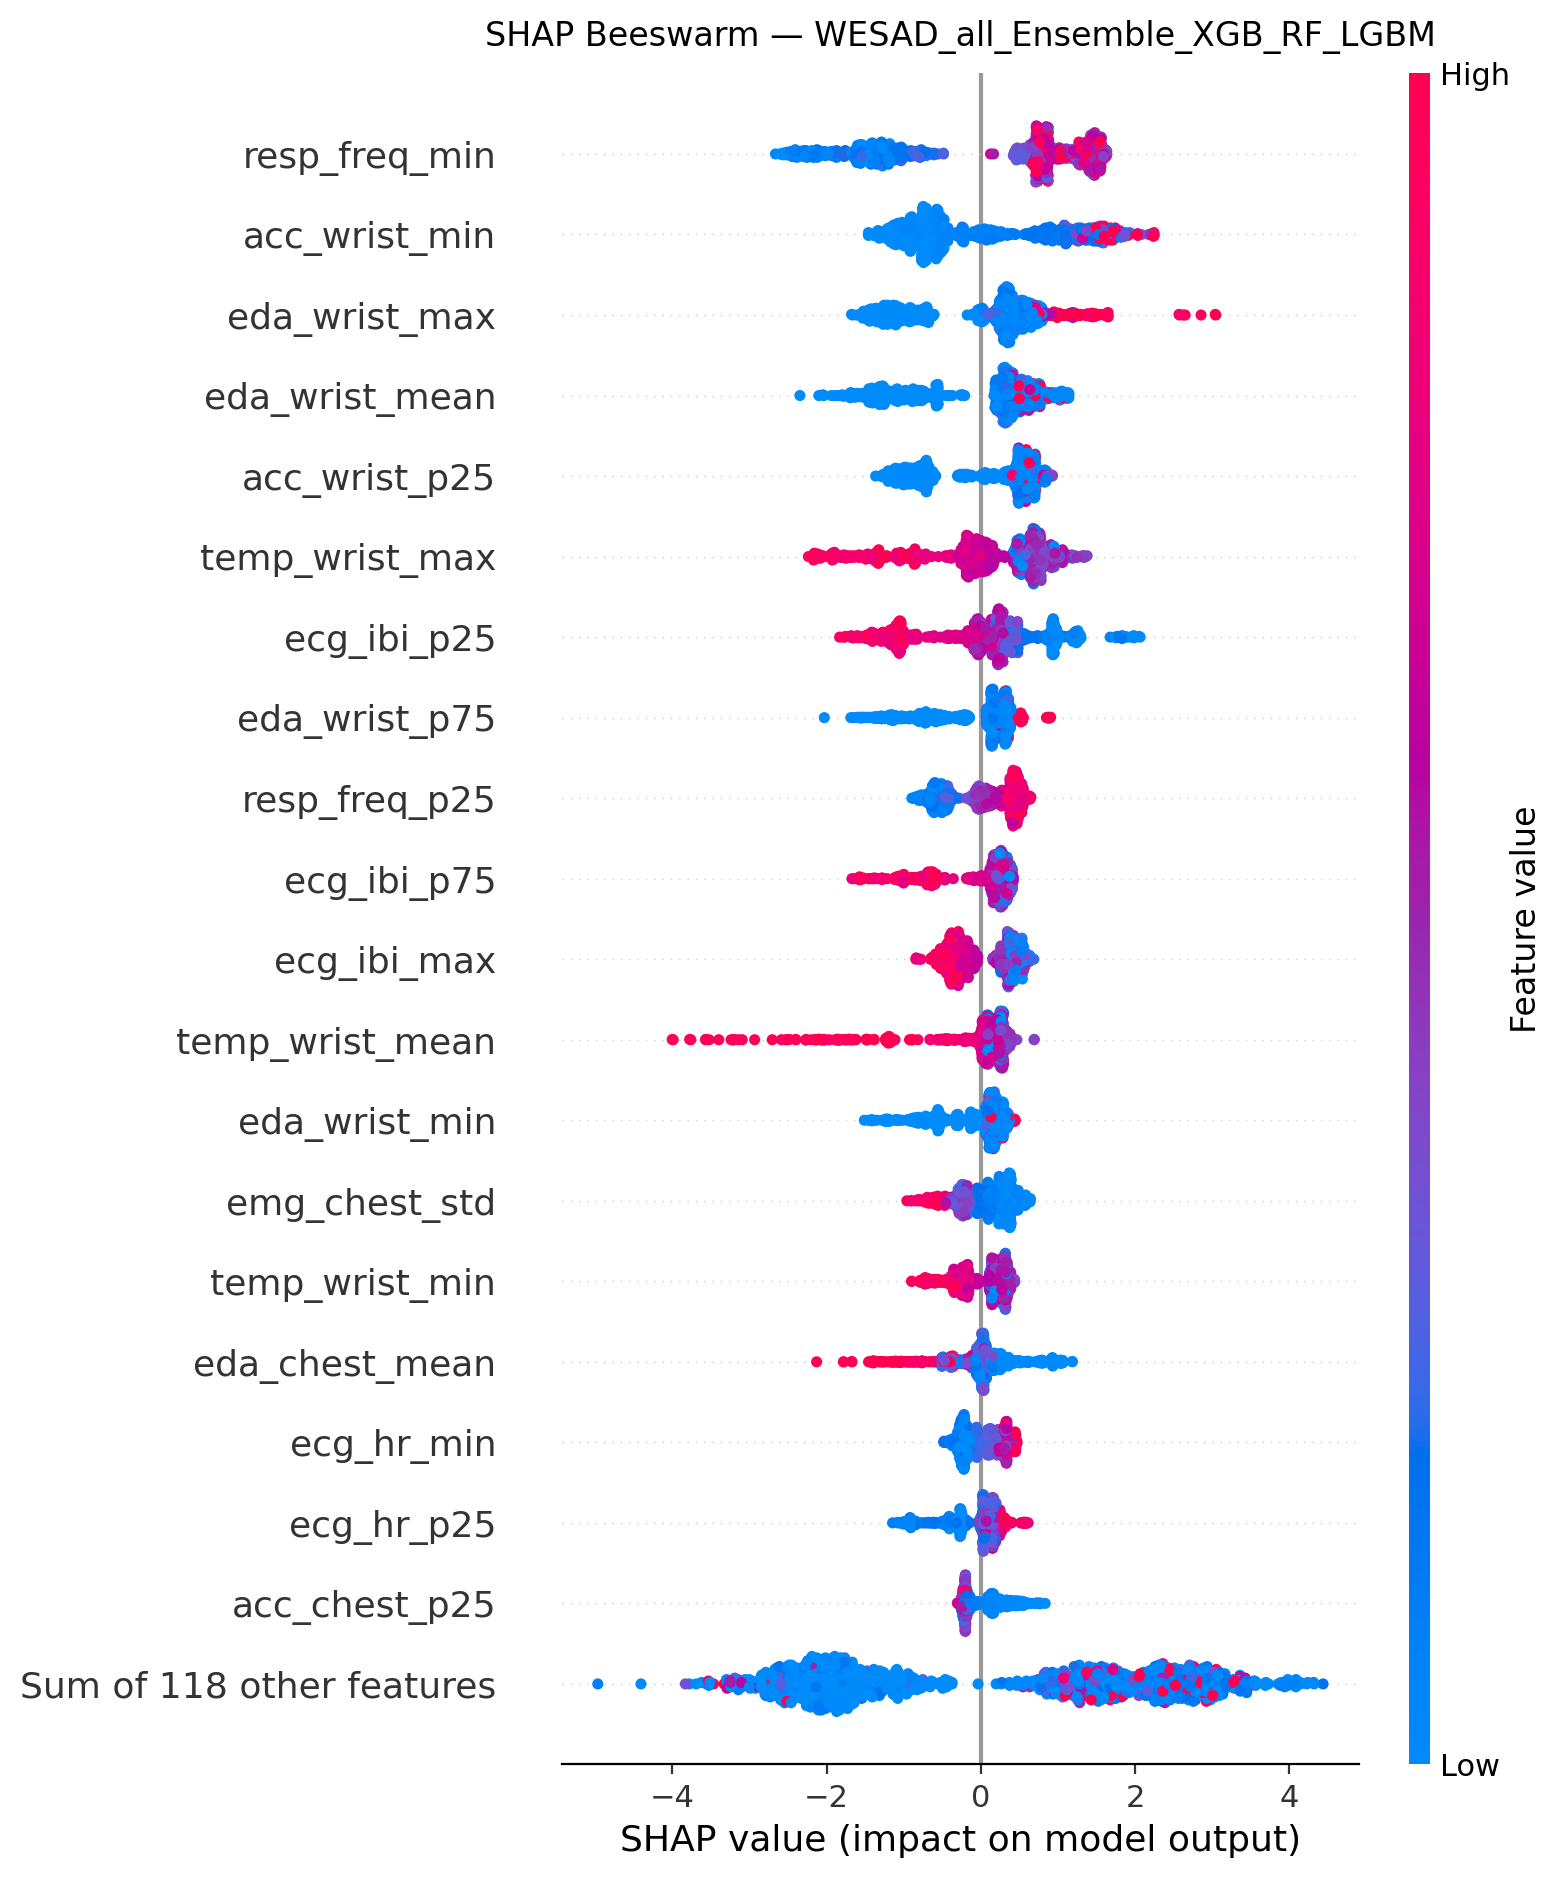 SHAP Beeswarm — WESAD_all_Ensemble_XGB_RF_LGBM
High
resp_freq_min
acc_wrist_min
eda_wrist_max
eda_wrist_mean
acc_wrist_p25
temp_wrist_max
ecg_ibi_p25
eda_wrist_p75
resp_freq_p25
ecg_ibi_p75
ecg_ibi_max
temp_wrist_mean
eda_wrist_min
emg_chest_std
temp_wrist_min
eda_chest_mean
ecg_hr_min
ecg_hr_p25
acc_chest_p25
Sum of 118 other features
Feature value
Low
−4 −2 0 2 4
SHAP value (impact on model output)